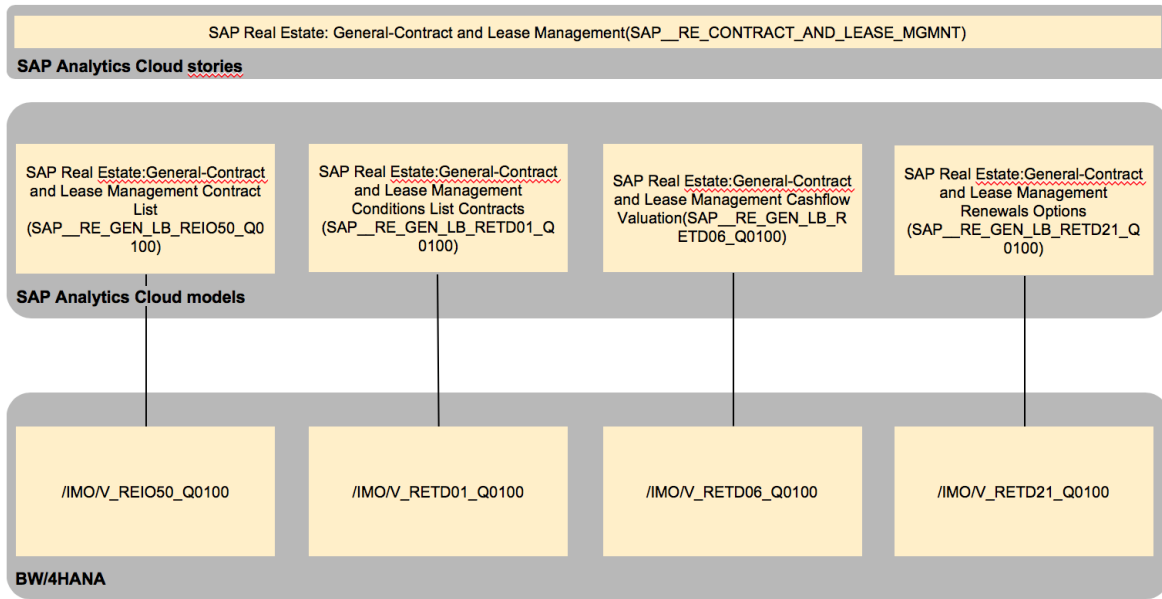 SAP Real Estate: General-Contract and Lease Management(SAP__RE_CONTRACT_AND_LEASE_MGMNT)
SAP Analytics Cloud stories
SAP Real Estate:General-Contract
and Lease Management Contract
List
(SAP__RE_GEN_LB_REIO50_Q0
100)
SAP Real Estate:General-Contract
and Lease Management
Conditions List Contracts
(SAP__RE_GEN_LB_RETD01_Q
0100)
SAP Real Estate:General-Contract
and Lease Management Cashflow
Valuation(SAP__RE_GEN_LB_R
ETD06_Q0100)
SAP Real Estate:General-Contract
and Lease Management
Renewals Options
(SAP__RE_GEN_LB_RETD21_Q
0100)
SAP Analytics Cloud models
/IMO/V_REIO50_Q0100
/IMO/V_RETD01_Q0100
/IMO/V_RETD06_Q0100
/IMO/V_RETD21_Q0100
BW/4HANA